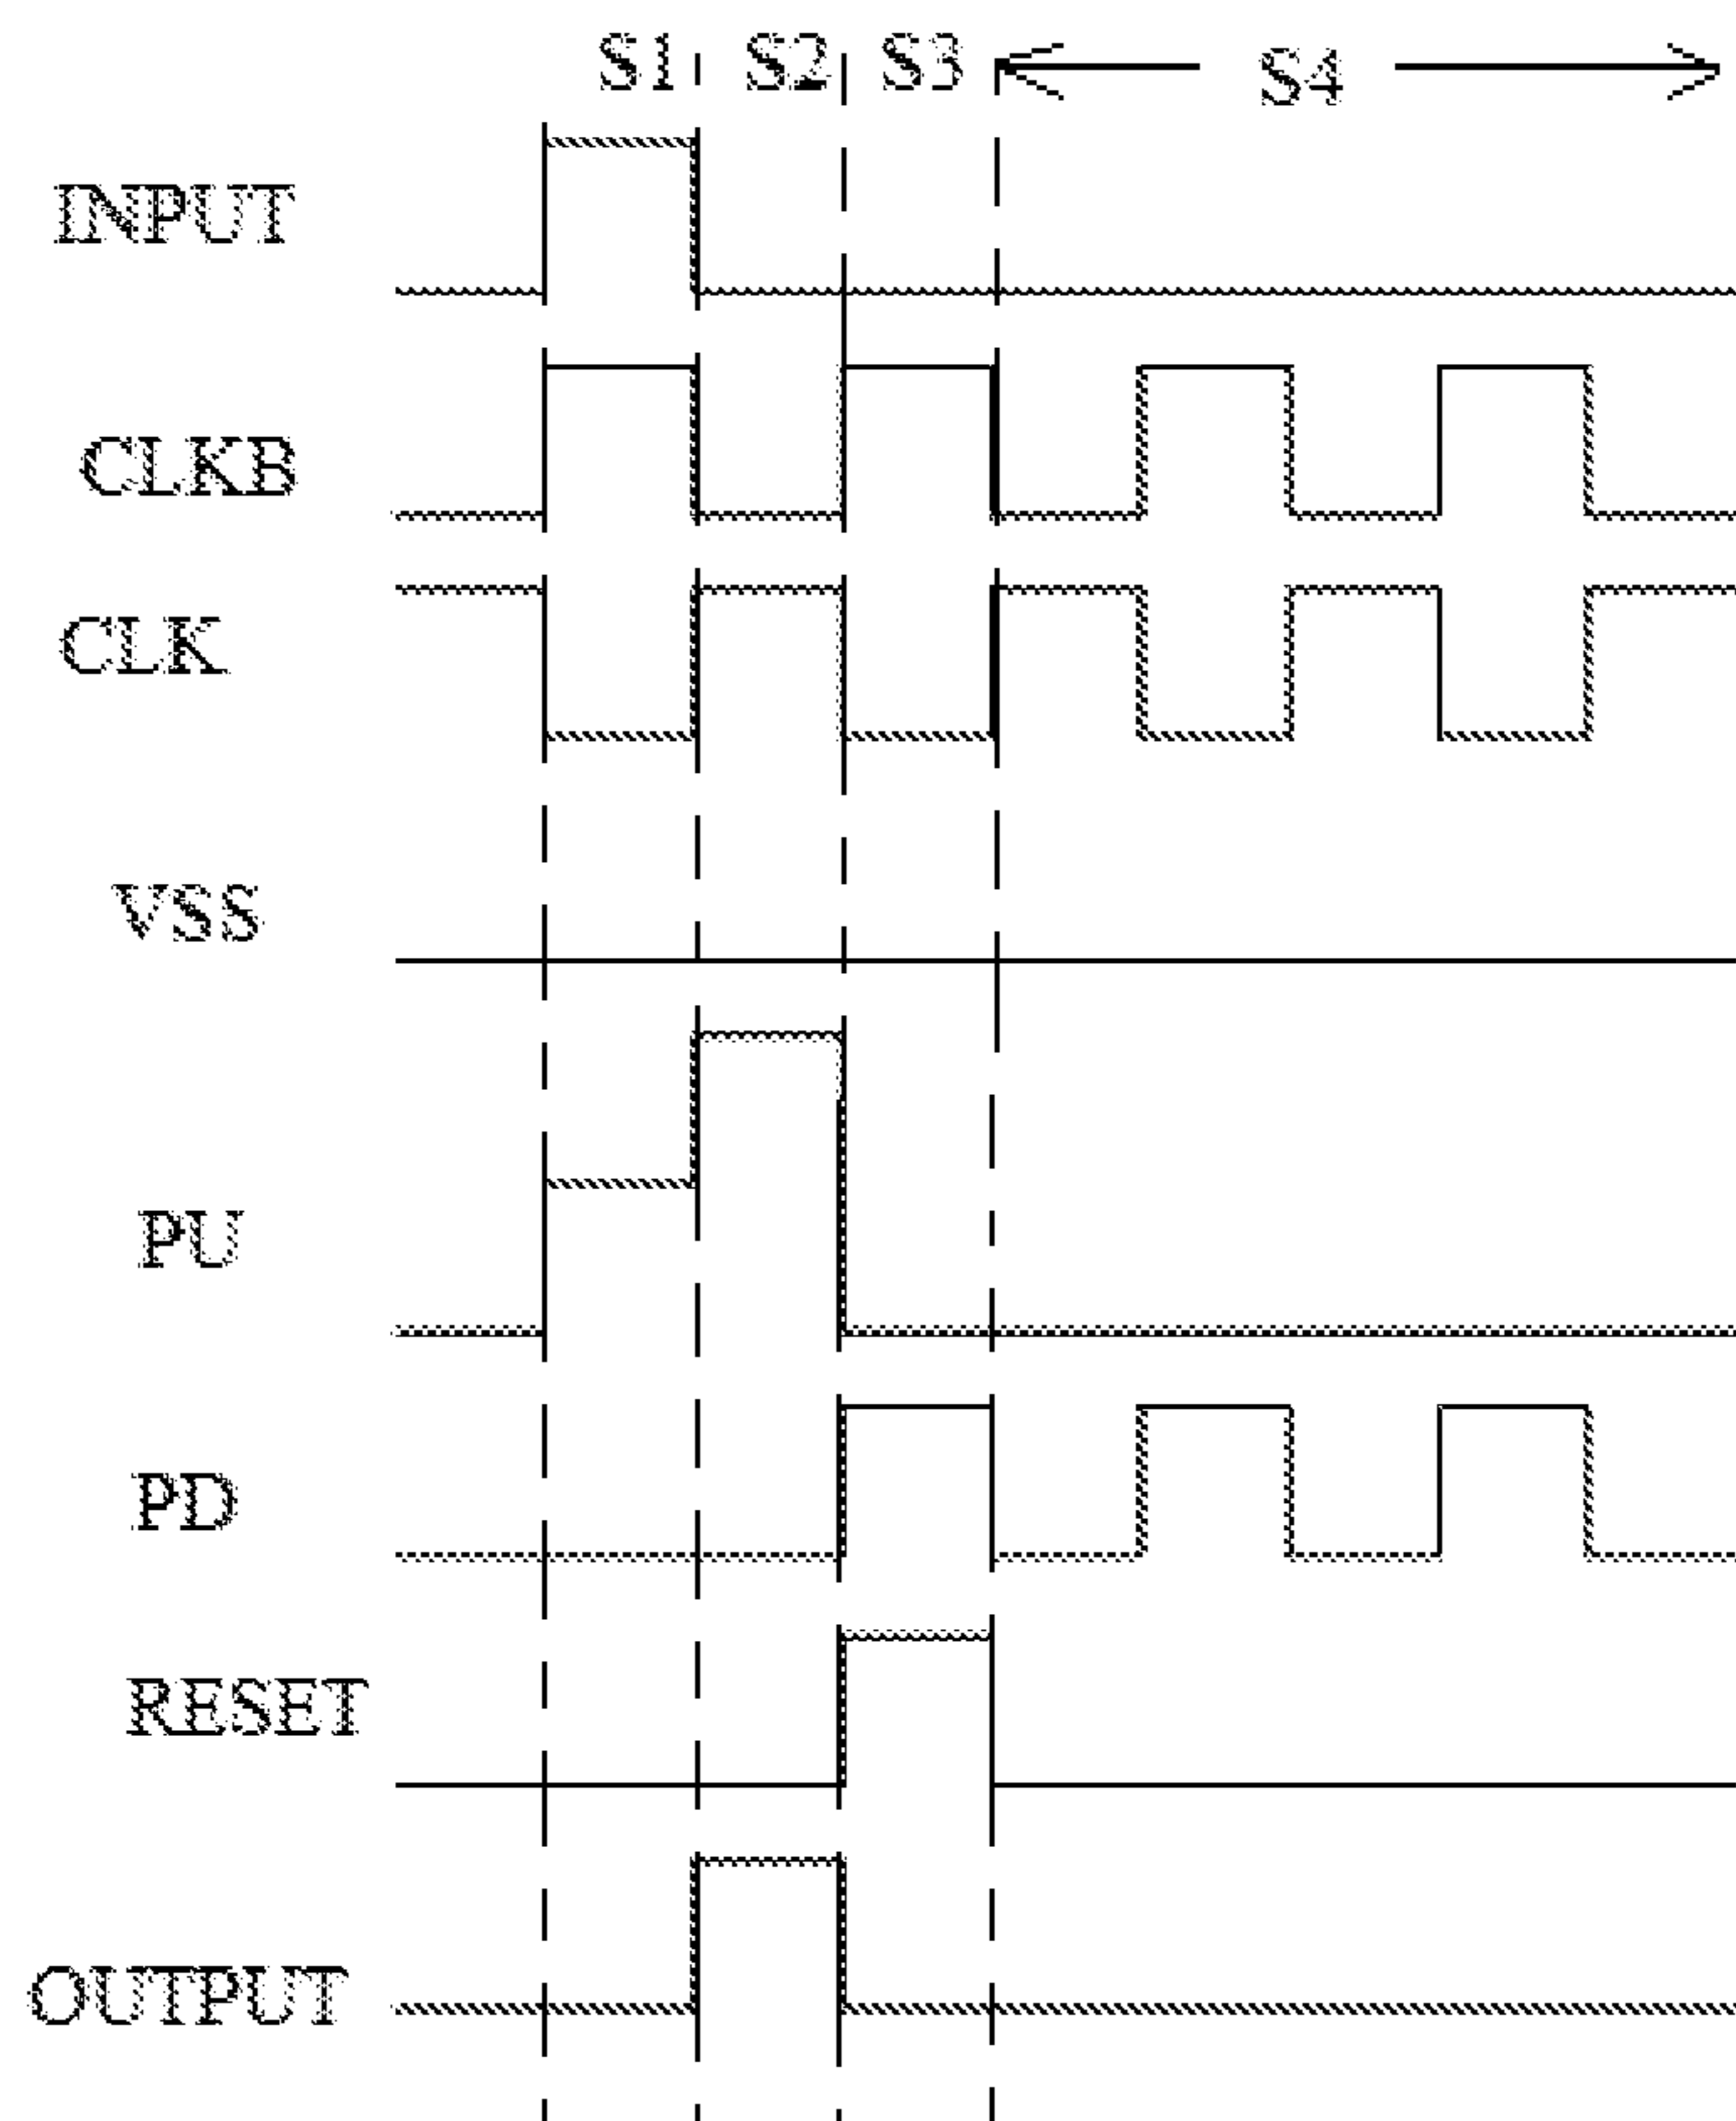 S1 S2 S3 S4
INPUT
CLKB
CLK
VSS
PU
PD
RESET
OUTPUT